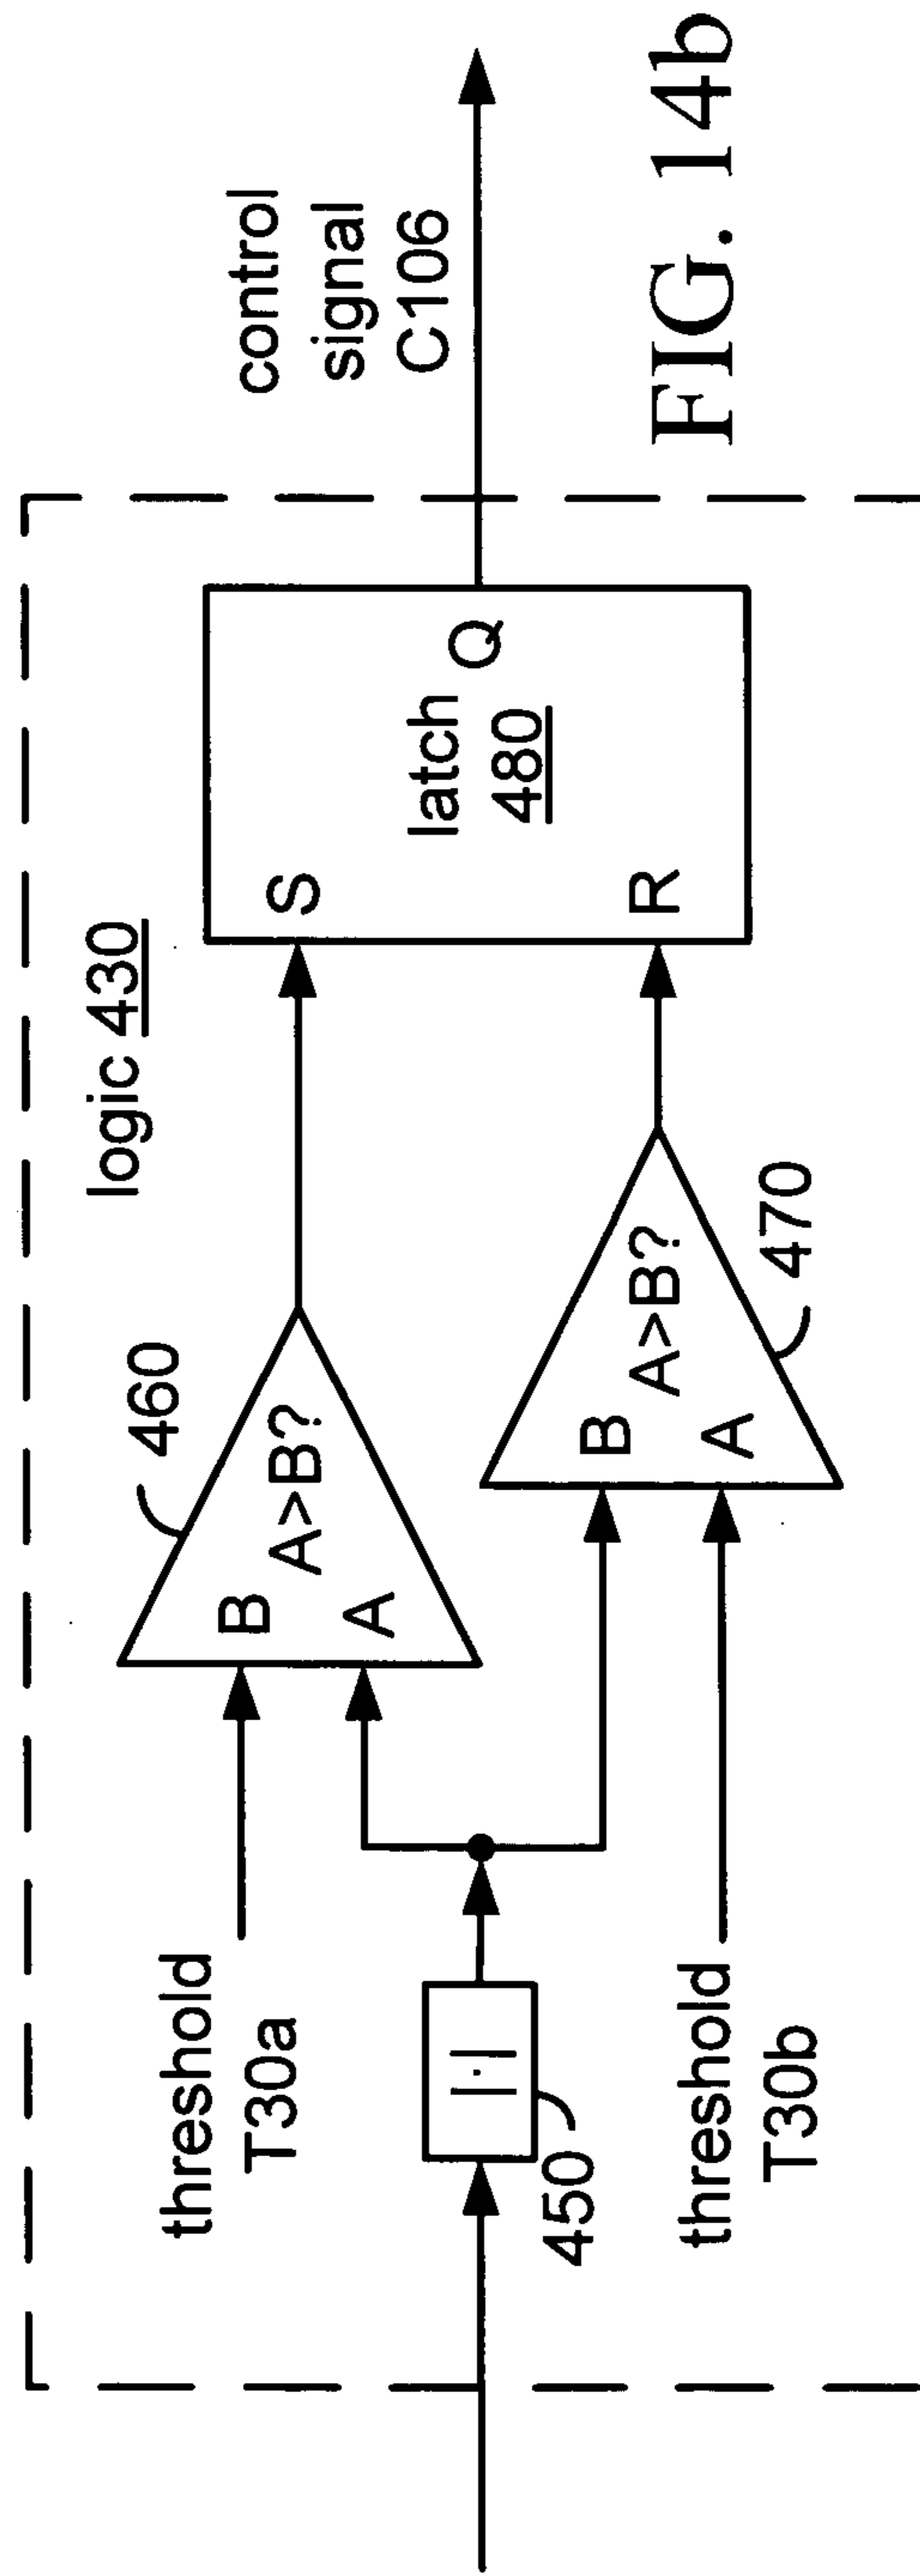 logic 430
threshold
T30a
460
B
A>B?
A
S
latch
480
Q
R
control
signal
C106
|·|
450
threshold
T30b
B
A>B?
A
470
FIG. 14b